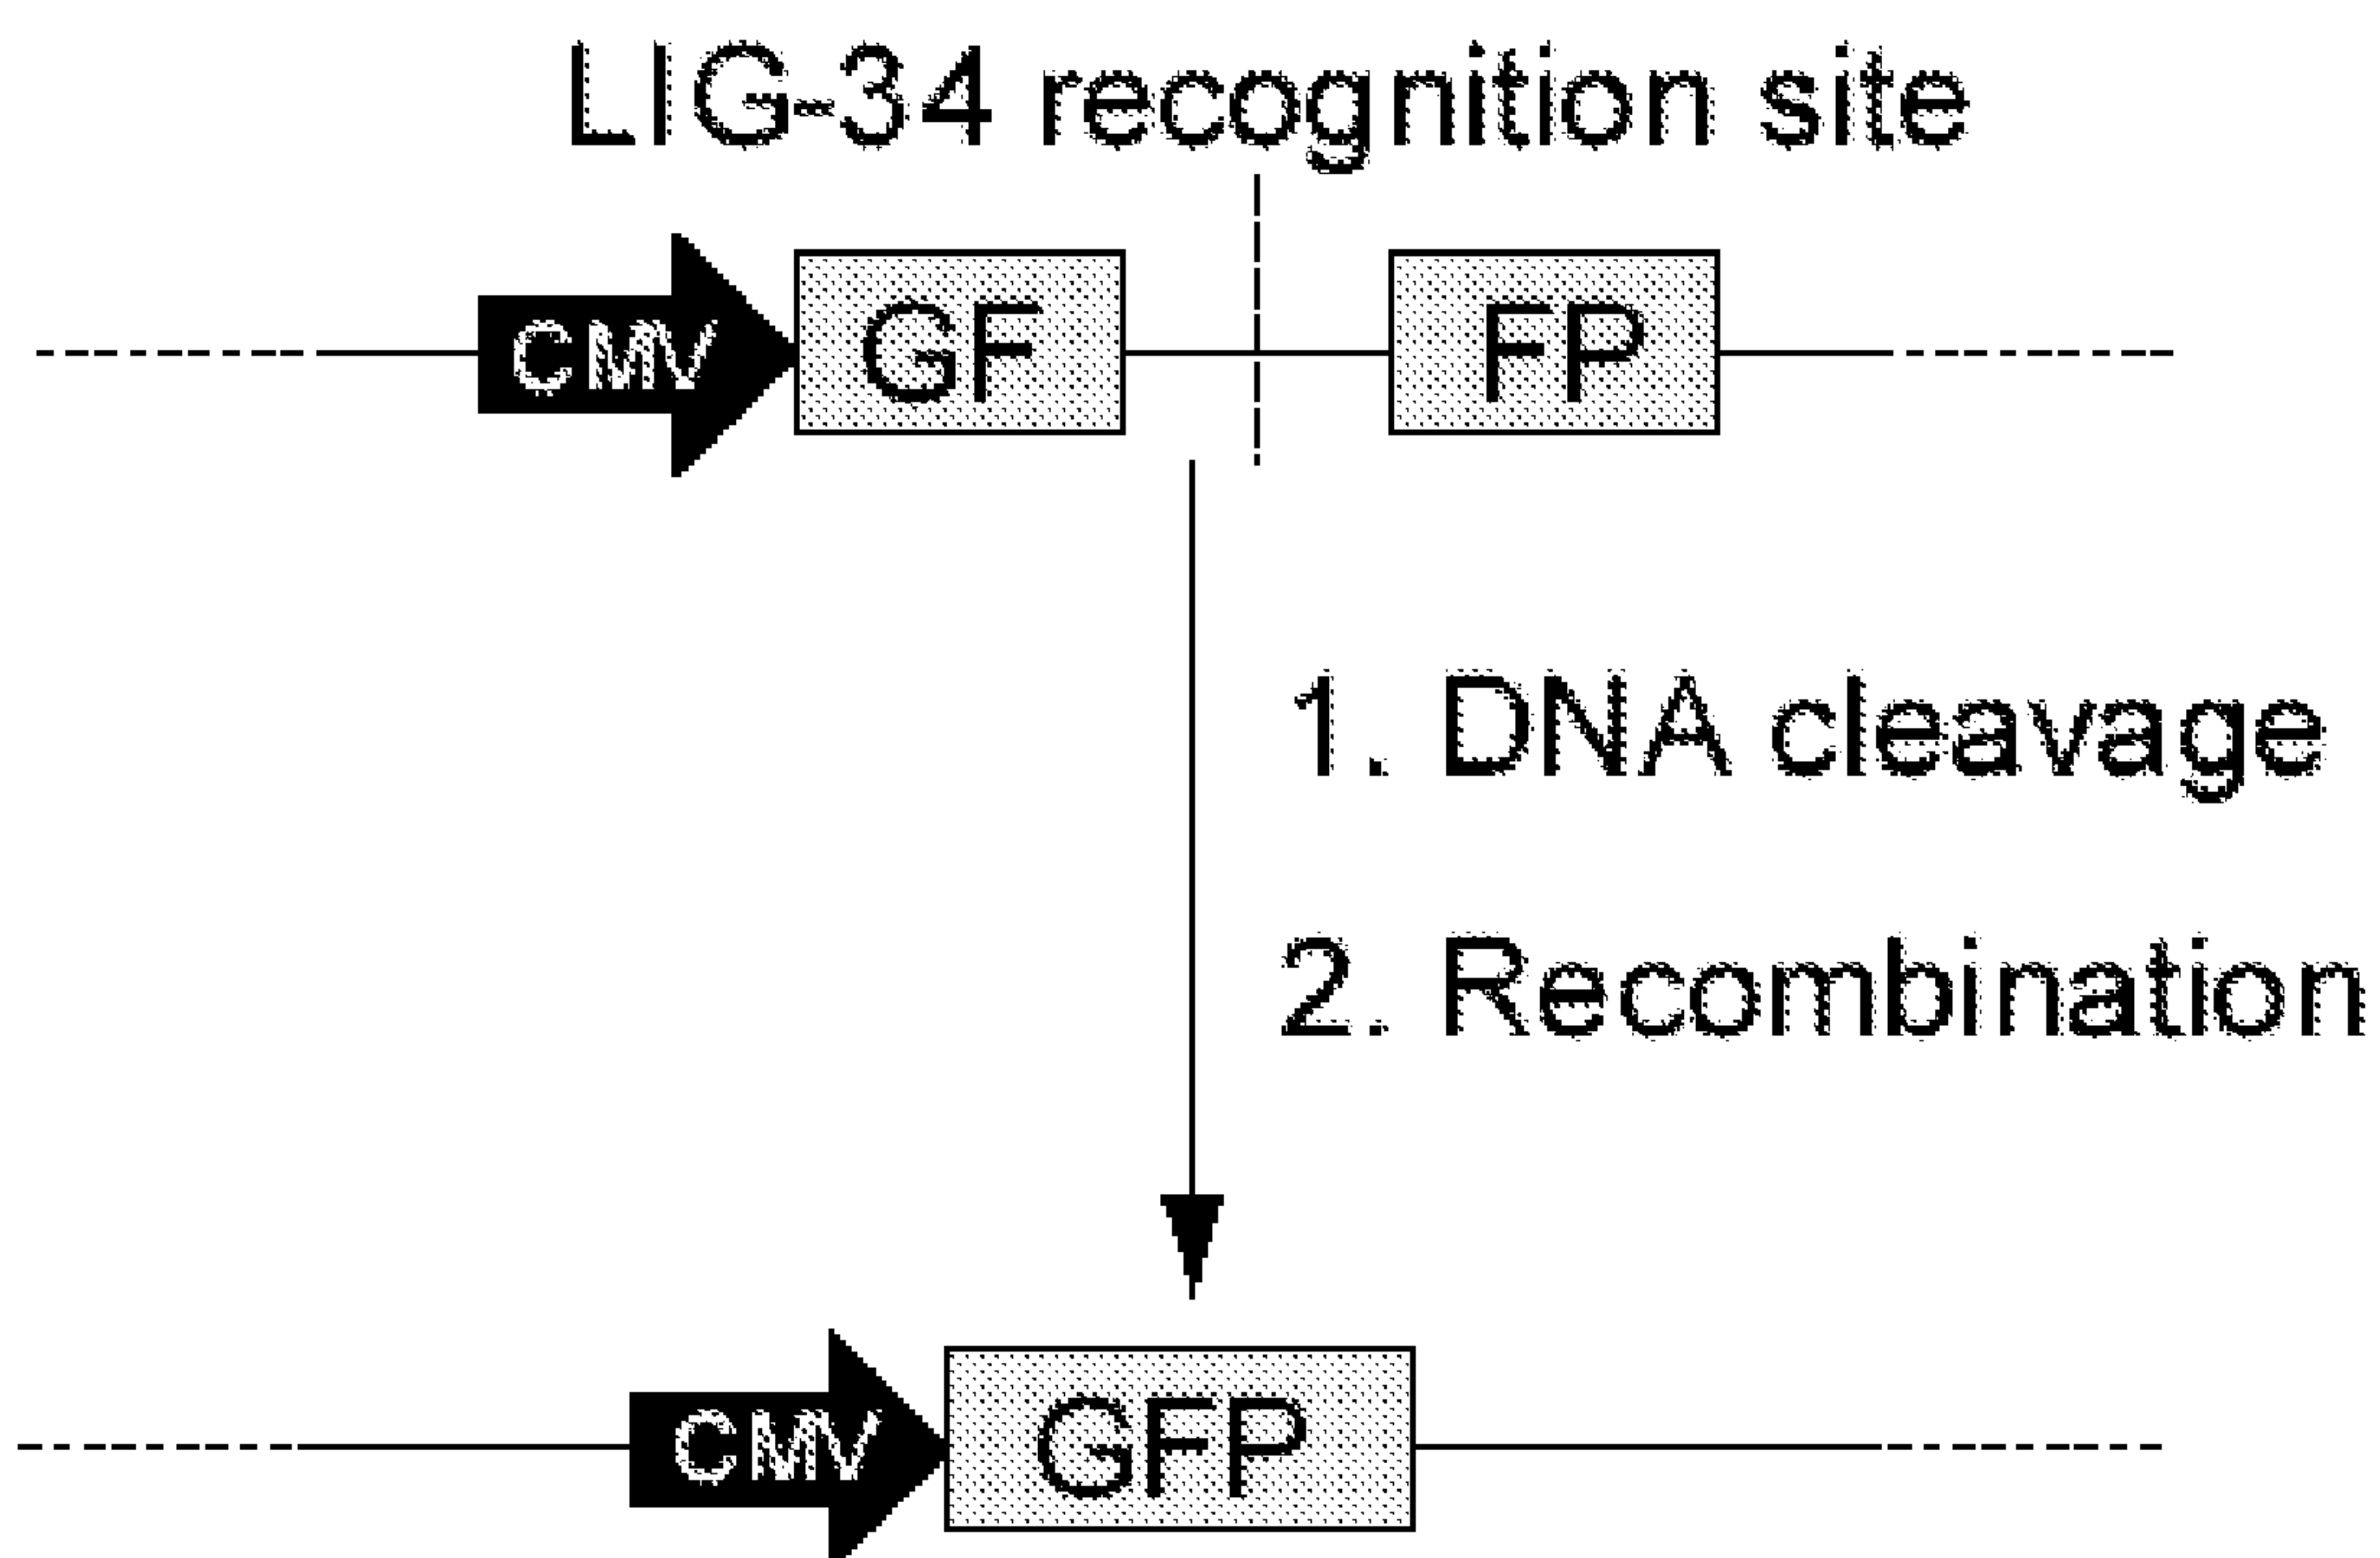 LIG-34 recognition site
CMV GF FP
1. DNA cleavage
2. Recombination
CMV GFP